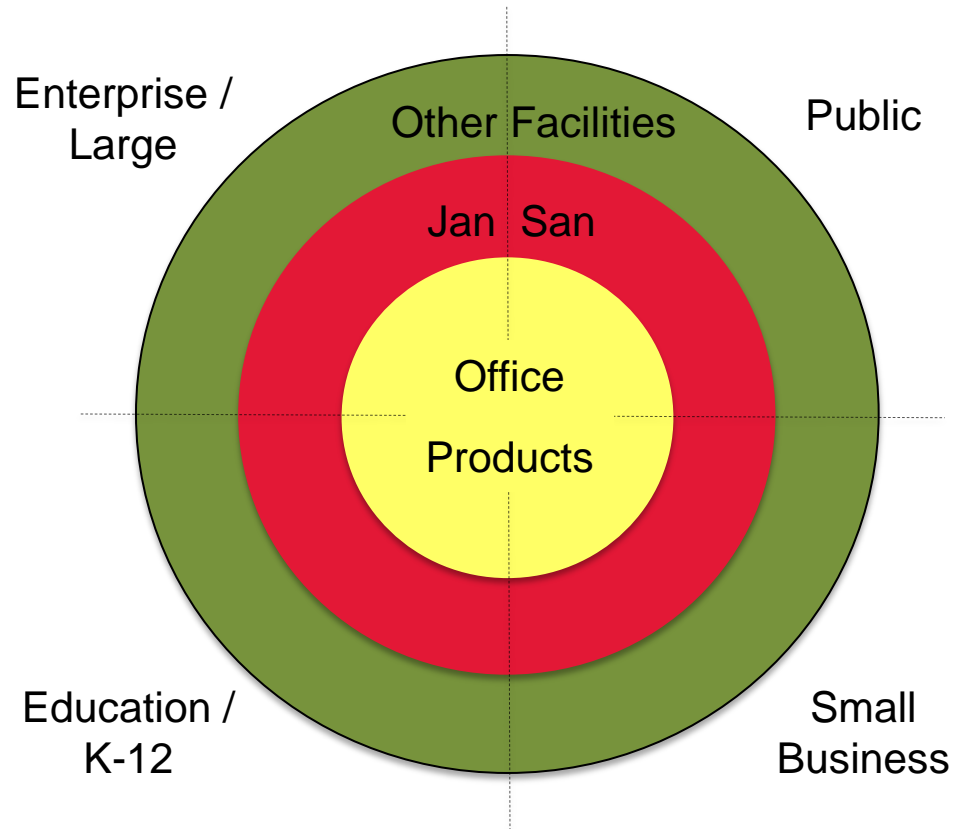 Enterprise /
Large
Public
Other Facilities
Jan San
Office
Products
Education /
K-12
Small
Business